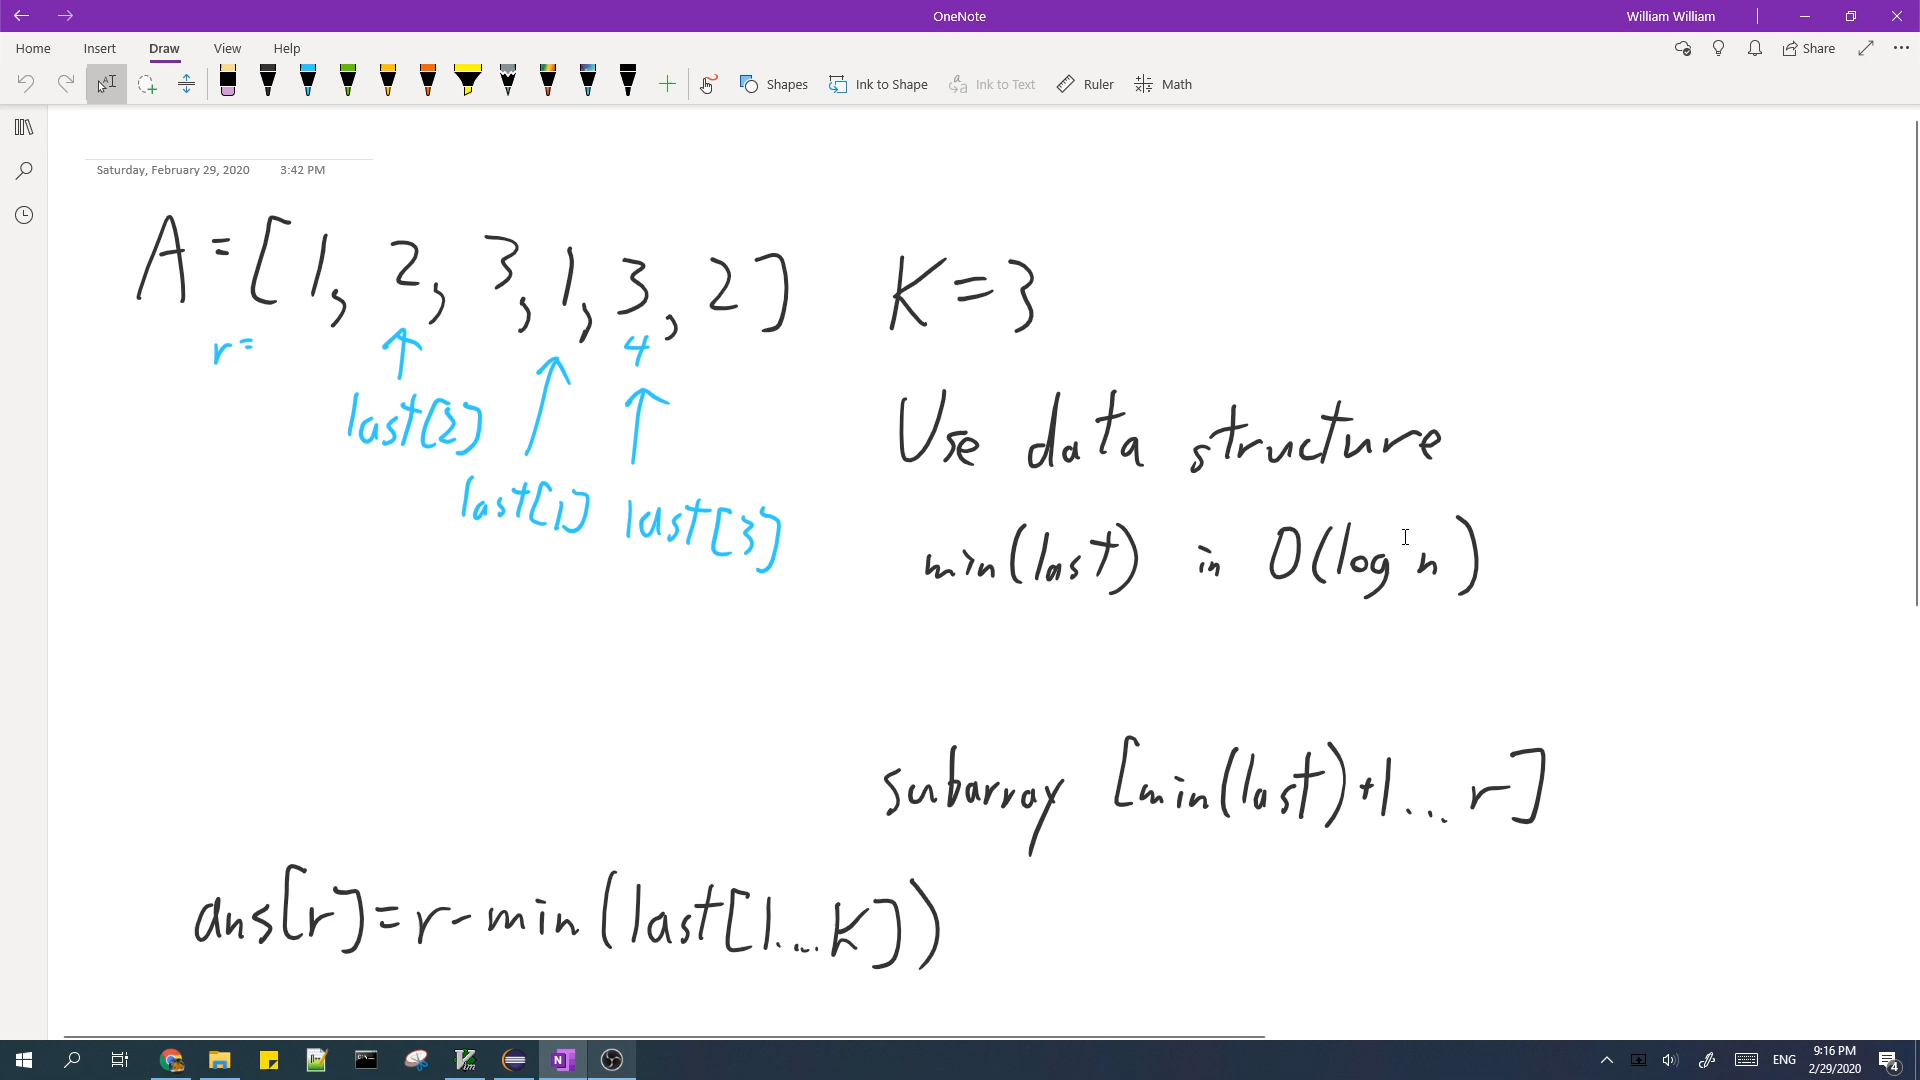 OneNote
William William
Home Insert Draw View Help
Share
Shapes Ink to Shape Ink to Text Ruler Math
Saturday, February 29, 2020 3:42 PM
A = [1, 2, 3, 1, 3, 2] K = 3
r = 4
last[2]
last[1] last[3]
Use data structure
min(last) in O(log n)
subarray [min(last)+1... r]
ans[r]=r-min(last[1....K])
ENG
9:16 PM
2/29/2020
4